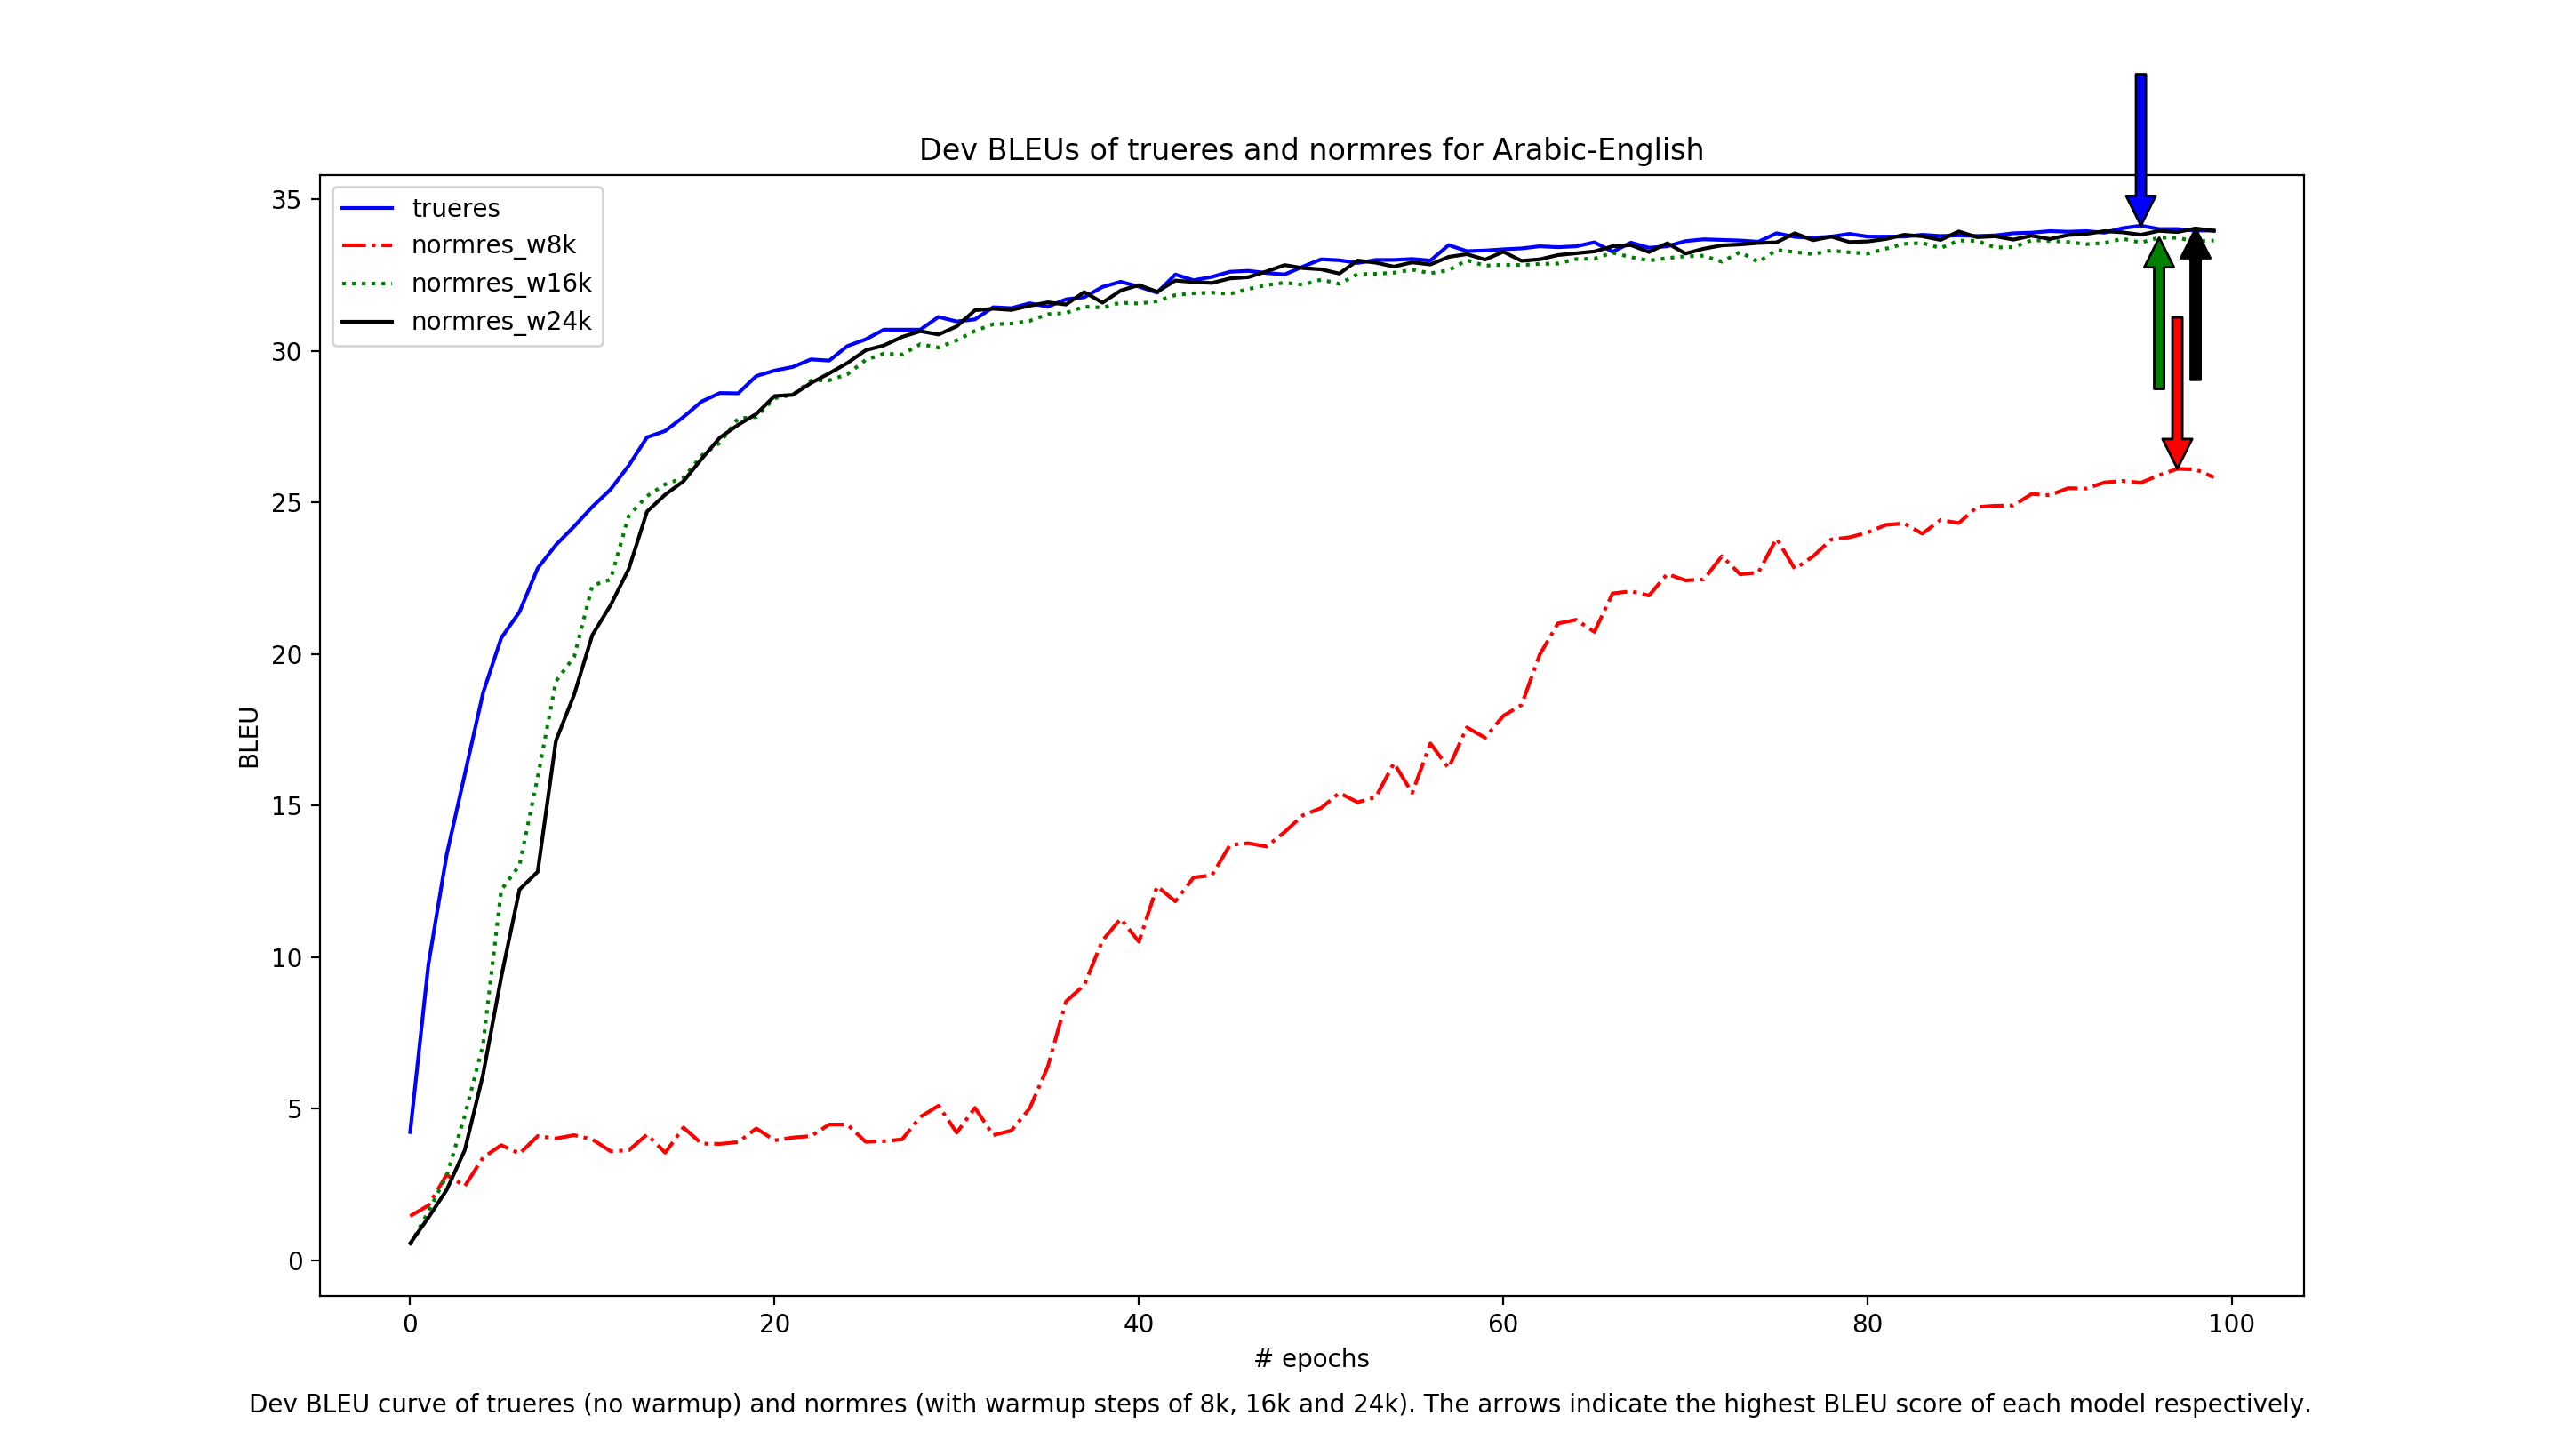 Dev BLEUs of trueres and normres for Arabic-English
trueres
normres_w8k
normres_w16k
normres_w24k
35
30
25
20
15
10
5
0
BLEU
0 20 40 60 80 100
# epochs
Dev BLEU curve of trueres (no warmup) and normres (with warmup steps of 8k, 16k and 24k). The arrows indicate the highest BLEU score of each model respectively.